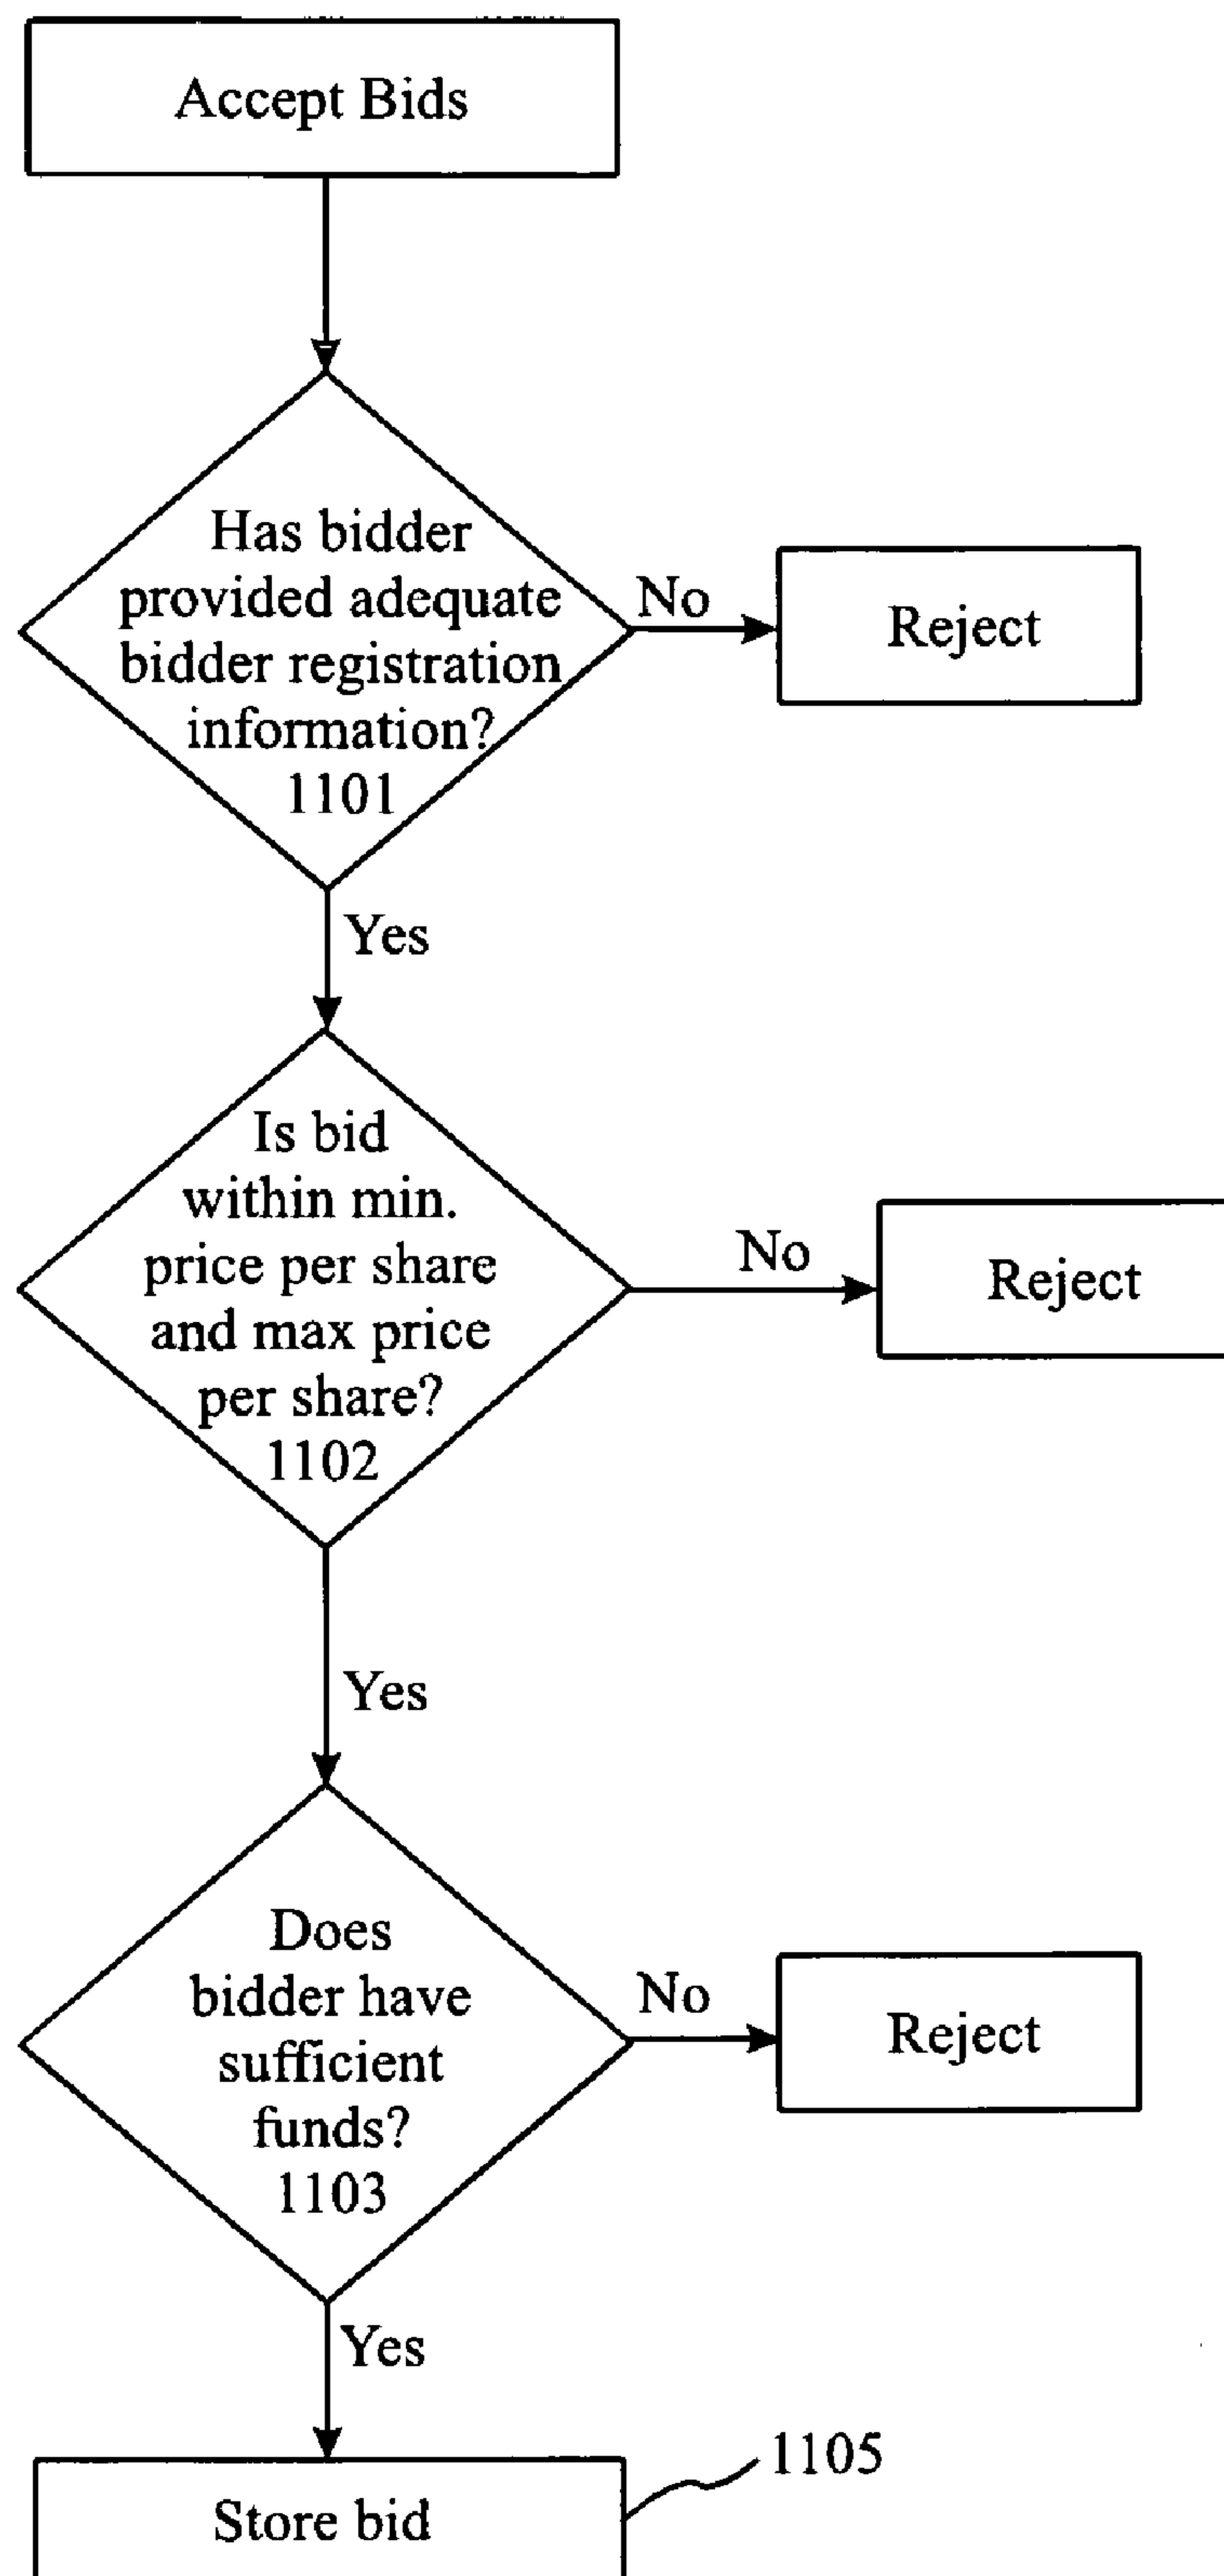 Accept Bids
Has bidder
provided adequate
bidder registration
information?
1101
No
Reject
Yes
Is bid
within min.
price per share
and max price
per share?
1102
No
Reject
Yes
Does
bidder have
sufficient
funds?
1103
No
Reject
Yes
1105
Store bid